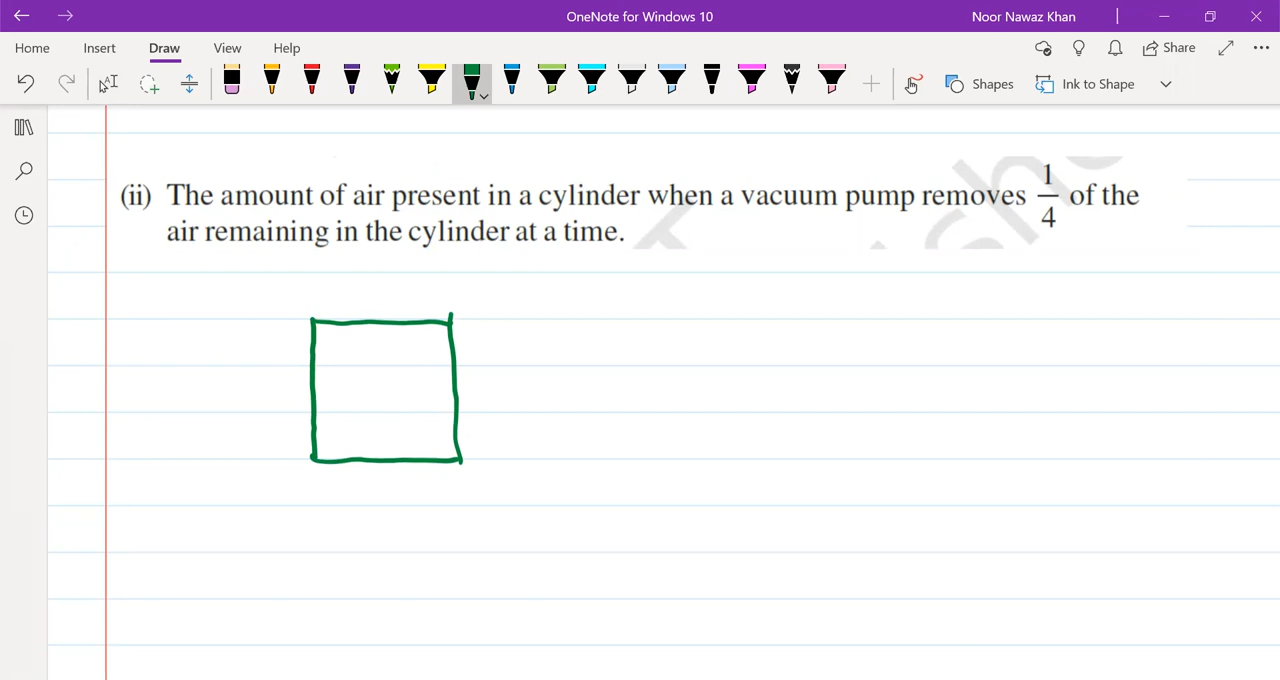 OneNote for Windows 10
Noor Nawaz Khan
Home Insert Draw View Help
Share
Shapes
Ink to Shape
(ii) The amount of air present in a cylinder when a vacuum pump removes 1/4 of the
air remaining in the cylinder at a time.